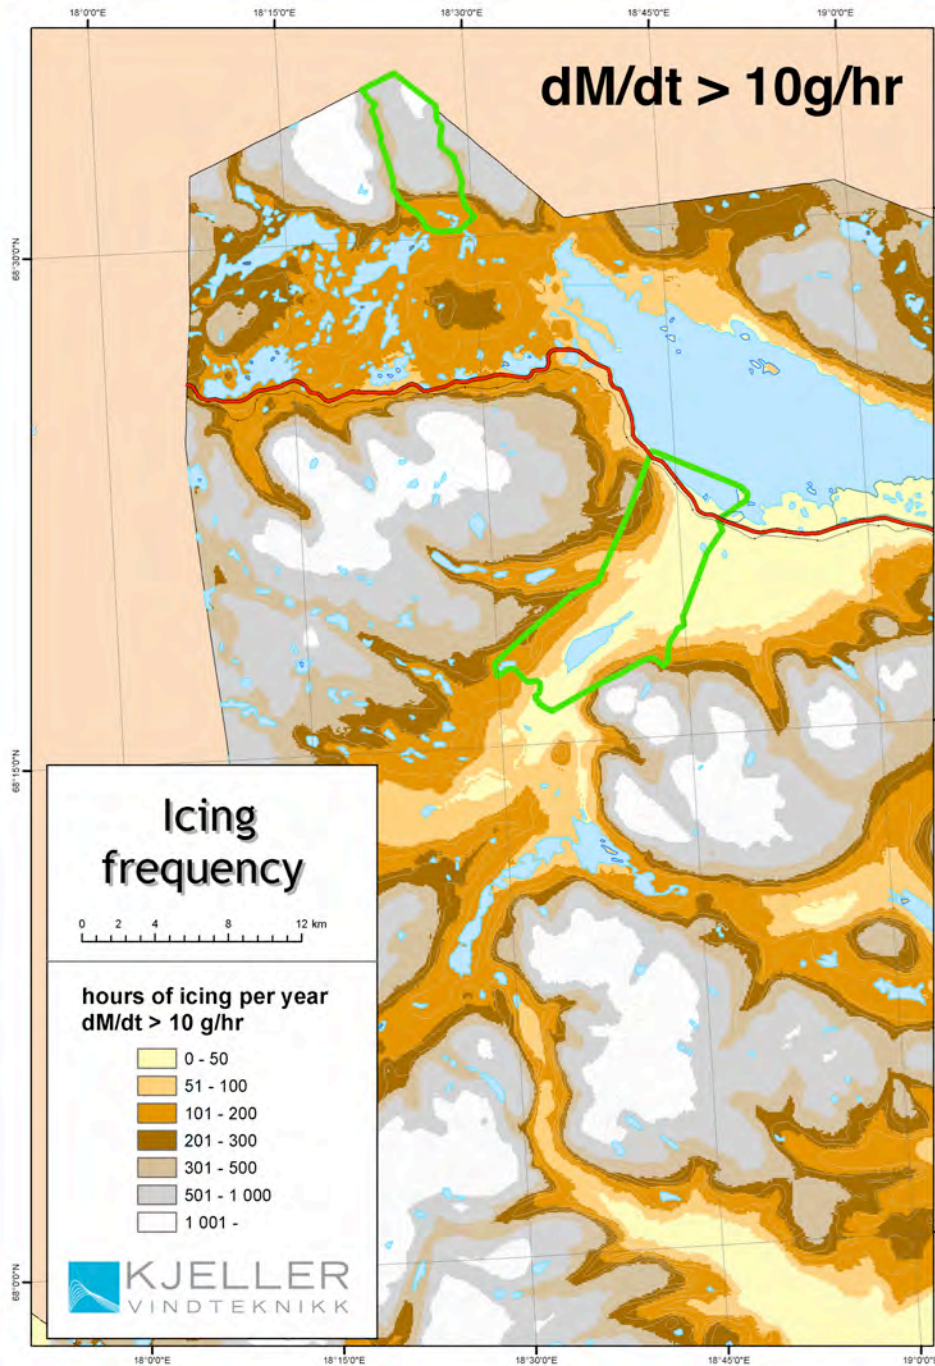 18°0'0"E 18°15'0"E 18°30'0"E 18°45'0"E 19°0'0"E
dM/dt > 10g/hr
68°30'0"N
68°15'0"N
Icing
frequency
0 2 4 8 12 km
hours of icing per year
dM/dt > 10 g/hr
0 - 50
51 - 100
101 - 200
201 - 300
301 - 500
501 - 1 000
1 001 -
KJELLER
VINDTEKNIKK
68°0'0"N
18°0'0"E 18°15'0"E 18°30'0"E 18°45'0"E 19°0'0"E